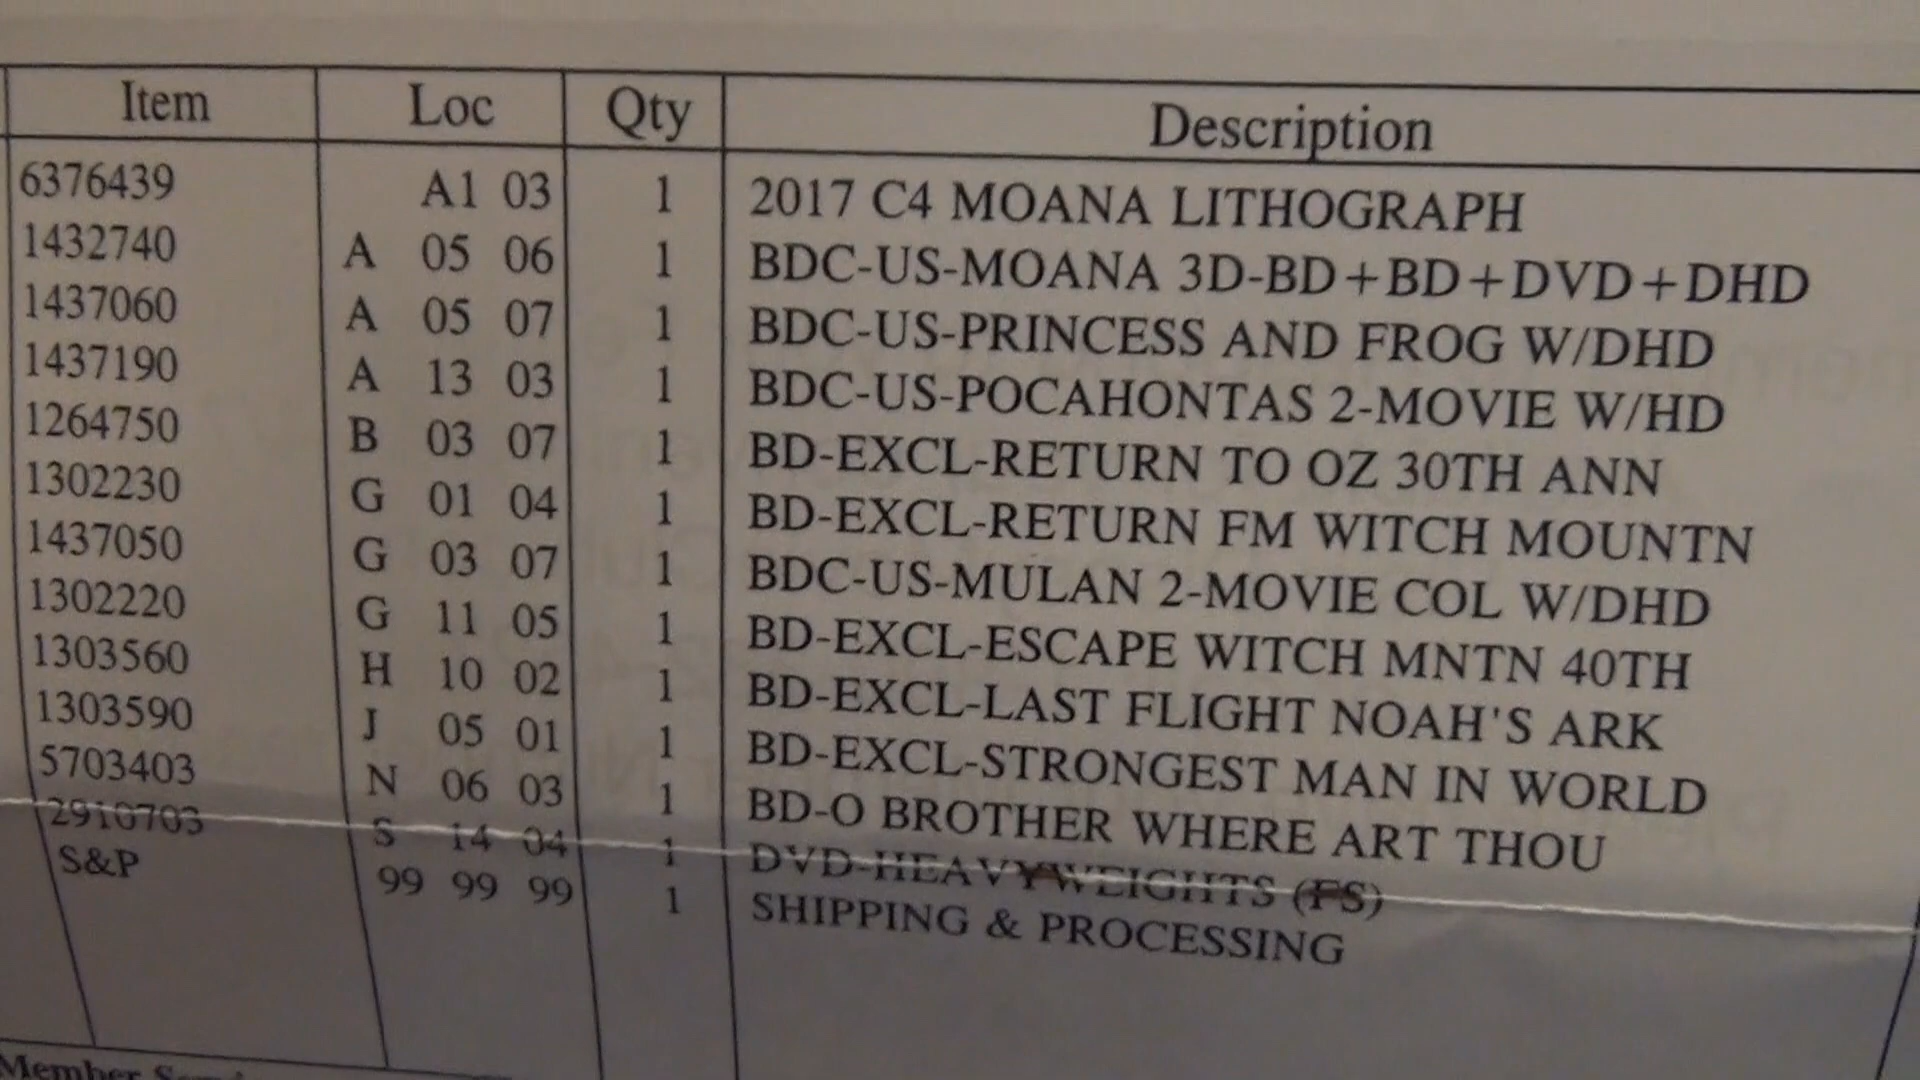 Item Loc Qty Description
6376439 A1 03 1 2017 C4 MOANA LITHOGRAPH
1432740 A 05 06 1 BDC-US-MOANA 3D-BD+BD+DVD+DHD
1437060 A 05 07 1 BDC-US-PRINCESS AND FROG W/DHD
1437190 A 13 03 1 BDC-US-POCAHONTAS 2-MOVIE W/HD
1264750 B 03 07 1 BD-EXCL-RETURN TO OZ 30TH ANN
1302230 G 01 04 1 BD-EXCL-RETURN FM WITCH MOUNTN
1437050 G 03 07 1 BDC-US-MULAN 2-MOVIE COL W/DHD
1302220 G 11 05 1 BD-EXCL-ESCAPE WITCH MNTN 40TH
1303560 H 10 02 1 BD-EXCL-LAST FLIGHT NOAH'S ARK
1303590 J 05 01 1 BD-EXCL-STRONGEST MAN IN WORLD
5703403 N 06 03 1 BD-O BROTHER WHERE ART THOU
2910703 S 14 04 1 DVD-HEAVYWEIGHTS (FS)
S&P 99 99 99 1 SHIPPING & PROCESSING
Member